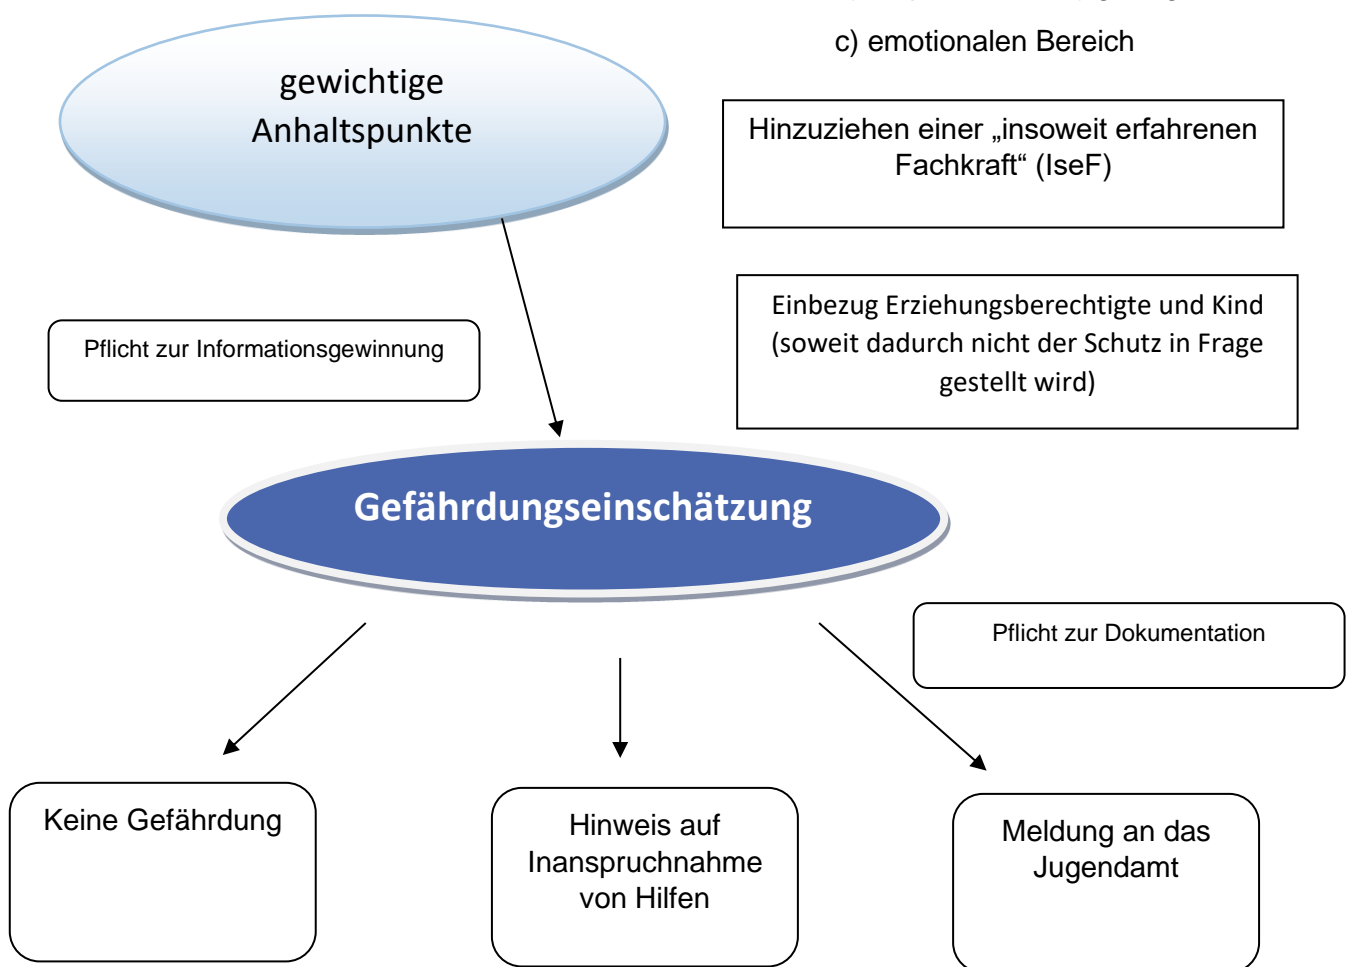 c) emotionalen Bereich
gewichtige
Anhaltspunkte
Hinzuziehen einer „insoweit erfahrenen
Fachkraft“ (IseF)
Einbezug Erziehungsberechtigte und Kind
(soweit dadurch nicht der Schutz in Frage
gestellt wird)
Pflicht zur Informationsgewinnung
Gefährdungseinschätzung
Pflicht zur Dokumentation
Keine Gefährdung
Hinweis auf
Inanspruchnahme
von Hilfen
Meldung an das
Jugendamt